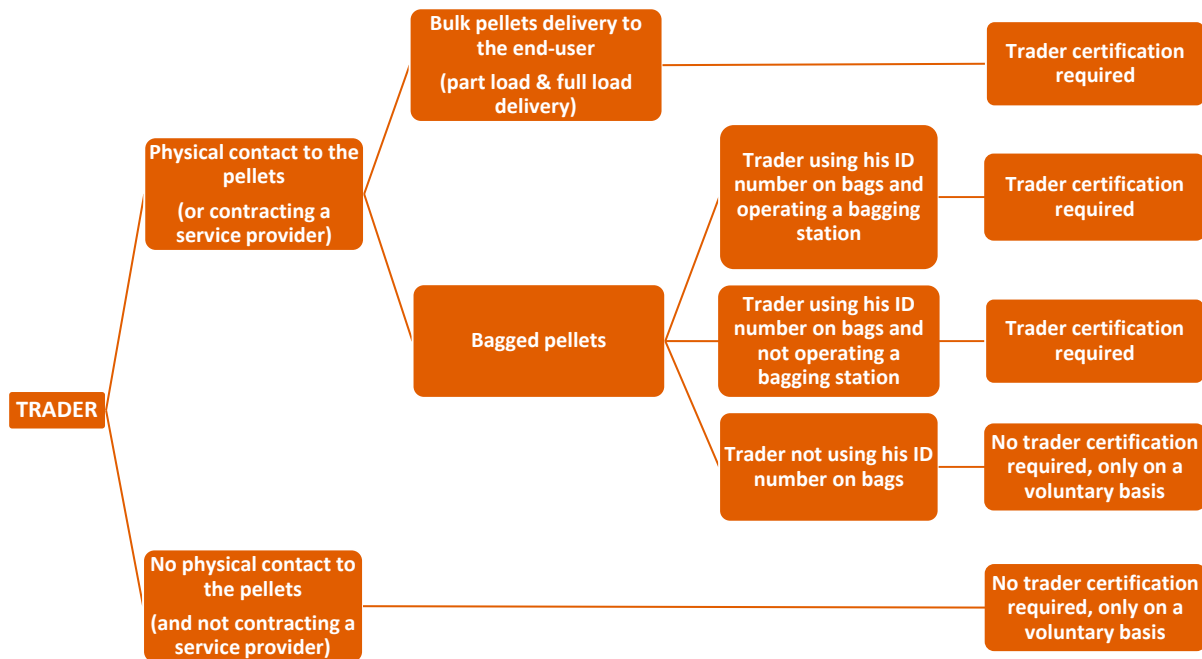 TRADER
Physical contact to the
pellets
(or contracting a
service provider)
Bulk pellets delivery to
the end-user
(part load & full load
delivery)
Trader certification
required
Bagged pellets
Trader using his ID
number on bags and
operating a bagging
station
Trader certification
required
Trader using his ID
number on bags and
not operating a
bagging station
Trader certification
required
Trader not using his ID
number on bags
No trader certification
required, only on a
voluntary basis
No physical contact to
the pellets
(and not contracting a
service provider)
No trader certification
required, only on a
voluntary basis